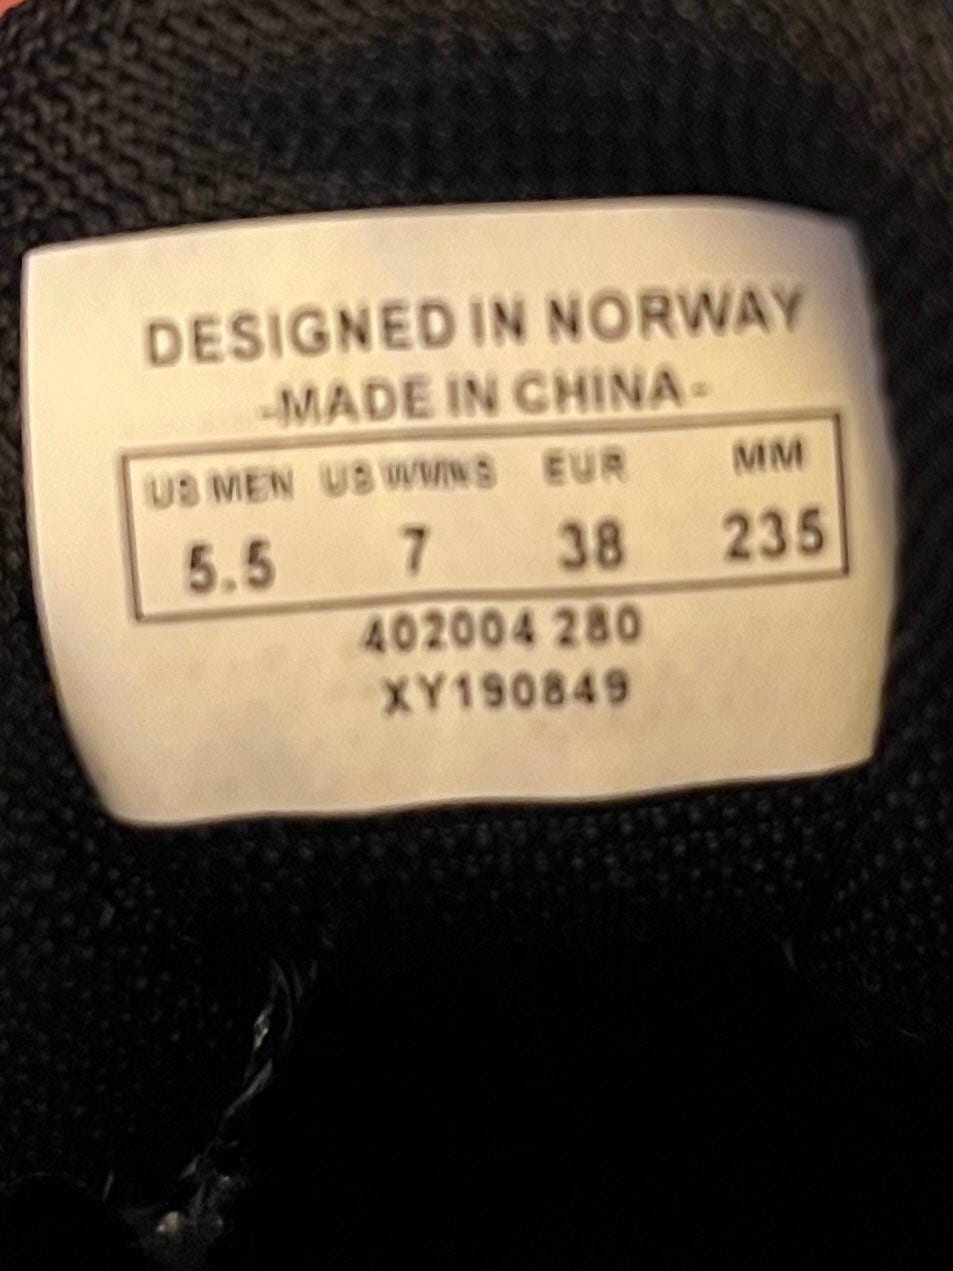 DESIGNED IN NORWAY
-MADE IN CHINA-
US MEN US WMNS EUR MM
5.5 7 38 235
402004 280
XY190849